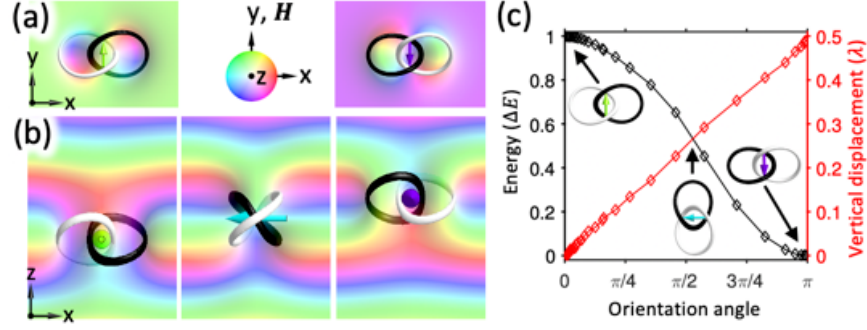 (a)
y
x
y, H
z
x
(b)
z
x
(c)
Energy (ΔE)
1
0.8
0.6
0.4
0.2
0
0
π/4
π/2
3π/4
π
Orientation angle
0.5
0.4
0.3
0.2
0.1
0
Vertical displacement (λ)